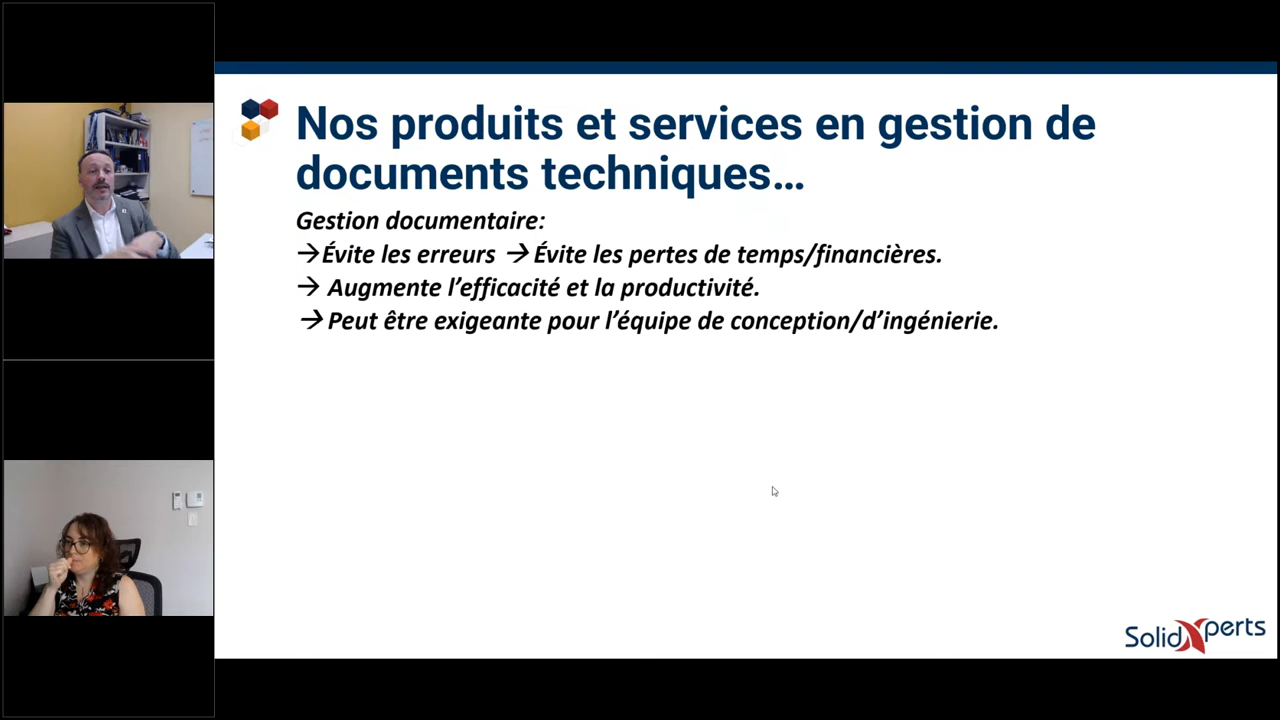 Nos produits et services en gestion de
documents techniques…
Gestion documentaire:
→Évite les erreurs → Évite les pertes de temps/financières.
→ Augmente l’efficacité et la productivité.
→ Peut être exigeante pour l’équipe de conception/d’ingénierie.
SolidXperts